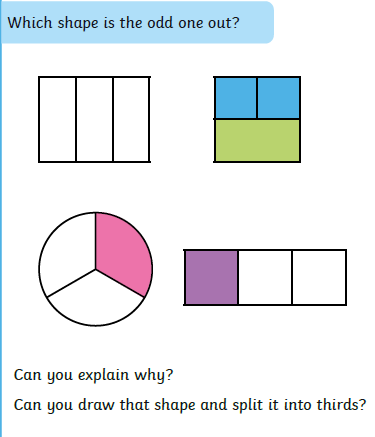 Which shape is the odd one out?
Can you explain why?
Can you draw that shape and split it into thirds?